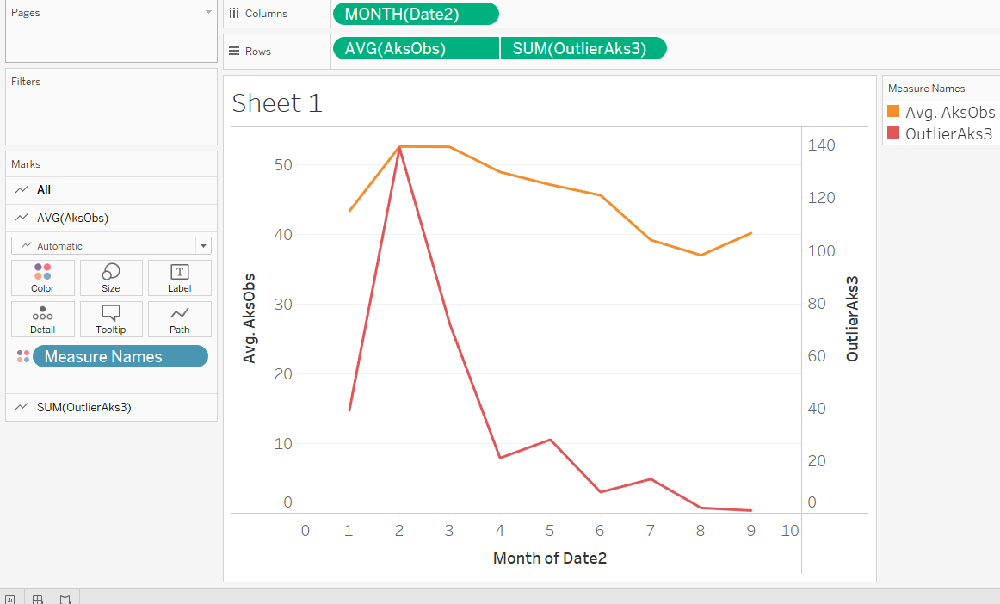 Pages
Columns
MONTH(Date2)
Rows
AVG(AksObs)
SUM(OutlierAks3)
Filters
Marks
All
AVG(AksObs)
Automatic
Color
Size
Label
Detail
Tooltip
Path
Measure Names
SUM(OutlierAks3)
Sheet 1
50
40
30
20
10
0
Avg. AksObs
140
120
100
80
60
40
20
0
OutlierAks3
0 1 2 3 4 5 6 7 8 9 10
Month of Date2
Measure Names
Avg. AksObs
OutlierAks3